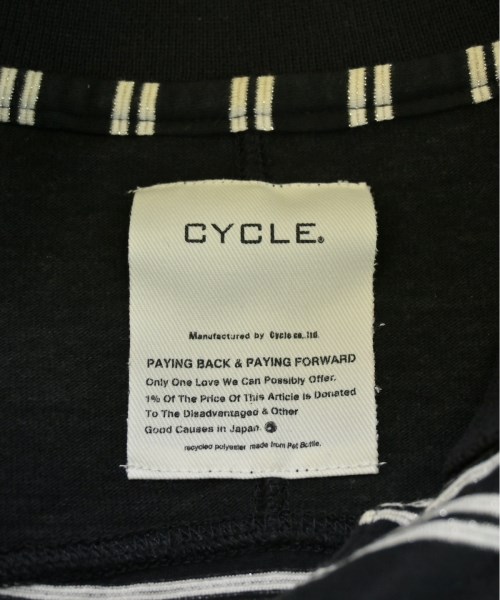 CYCLE.
Manufactured by Cycle co,.ltd.
PAYING BACK & PAYING FORWARD
Only One Love We Can Possibly Offer.
1% Of The Price Of This Article is Donated
To The Disadvantaged & Other
Good Causes in Japan.
recycled polyester made from Pet Bottle.